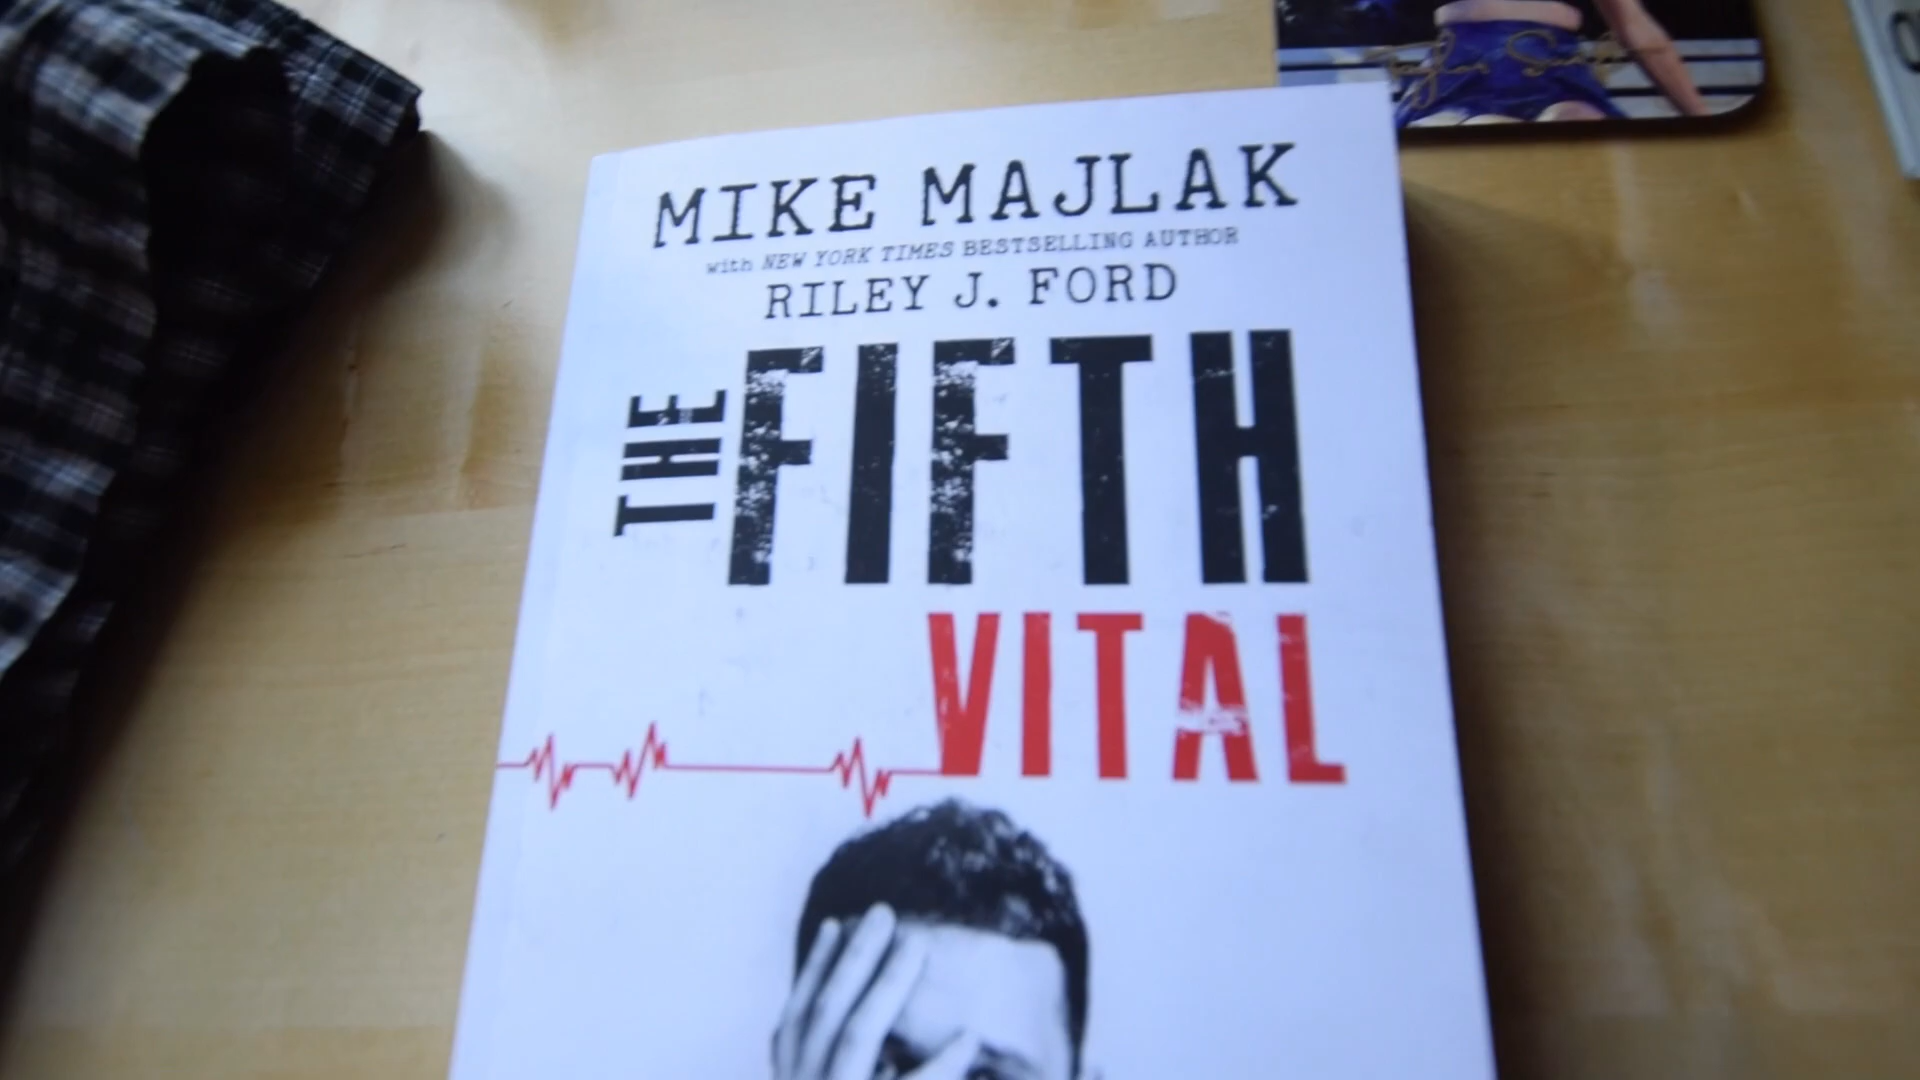 MIKE MAJLAK
with NEW YORK TIMES BESTSELLING AUTHOR
RILEY J. FORD
THE FIFTH
VITAL